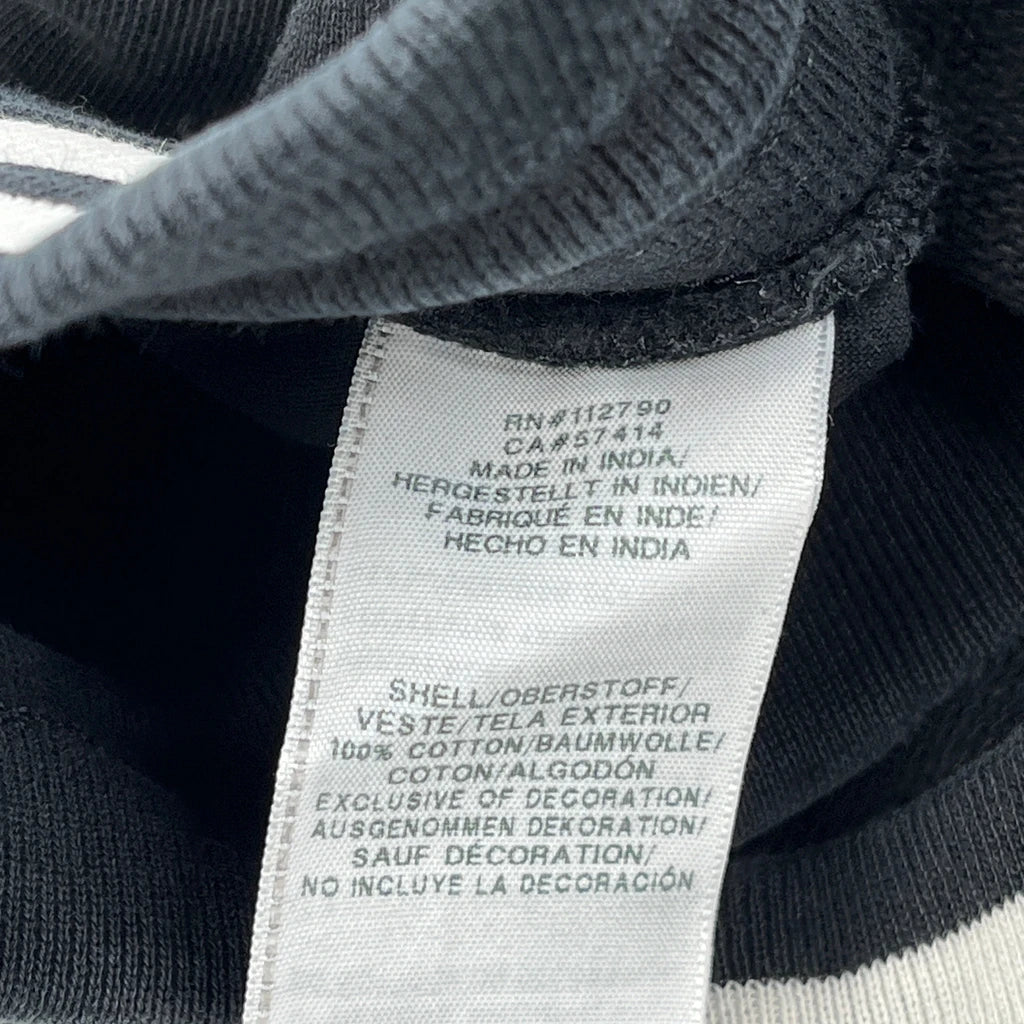 RN#112790
CA#57414
MADE IN INDIA/
HERGESTELLT IN INDIEN/
FABRIQUÉ EN INDE/
HECHO EN INDIA
SHELL/OBERSTOFF/
VESTE/TELA EXTERIOR
100% COTTON/BAUMWOLLE/
COTON/ALGODÓN
EXCLUSIVE OF DECORATION/
AUSGENOMMEN DEKORATION/
SAUF DÉCORATION/
NO INCLUYE LA DECORACIÓN